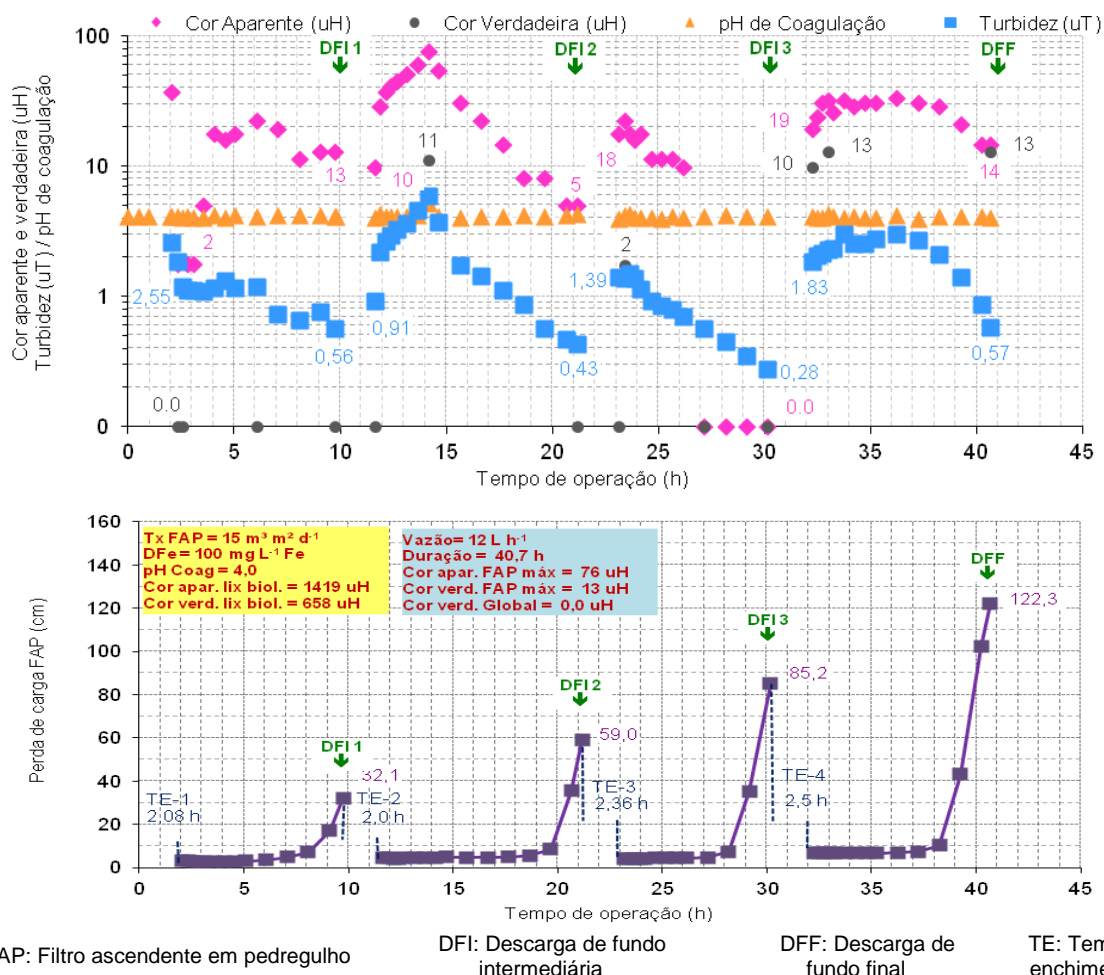 Cor Aparente (uH) Cor Verdadeira (uH) pH de Coagulação Turbidez (uT)
Cor aparente e verdadeira (uH)
Turbidez (uT) / pH de coagulação
100
10
1
0
DFI 1
DFI 2
DFI 3
DFF
11
13
10
2
2,55
0,56
0.0
0,91
5
0,43
18
2
1,39
0,28
0.0
19
10
13
1.83
13
14
0,57
0 5 10 15 20 25 30 35 40 45
Tempo de operação (h)
Perda de carga FAP (cm)
160
140
120
100
80
60
40
20
0
Tx FAP = 15 m³ m² d⁻¹
DFe = 100 mg L⁻¹ Fe
pH Coag = 4,0
Cor apar. lix biol. = 1419 uH
Cor verd. lix biol. = 658 uH
Vazão= 12 L h⁻¹
Duração = 40,7 h
Cor apar. FAP máx = 76 uH
Cor verd. FAP máx = 13 uH
Cor verd. Global = 0,0 uH
DFF
122,3
DFI 3
85,2
DFI 2
59,0
DFI 1
32,1
TE-1
2,08 h
TE-2
2,0 h
TE-3
2,36 h
TE-4
2,5 h
0 5 10 15 20 25 30 35 40 45
Tempo de operação (h)
AP: Filtro ascendente em pedregulho
DFI: Descarga de fundo
intermediária
DFF: Descarga de
fundo final
TE: Tem
enchime